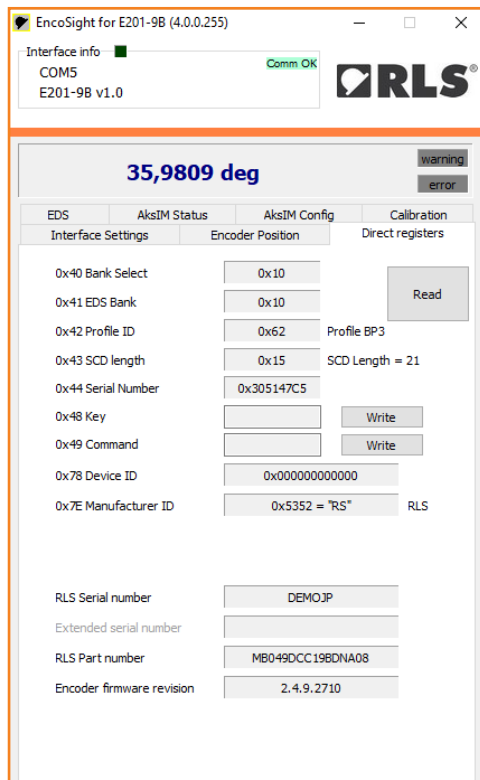 EncoSight for E201-9B (4.0.0.255)
Interface info
COM5
Comm OK
E201-9B v1.0
RLS®
35,9809 deg
warning
error
EDS AksIM Status AksIM Config Calibration
Interface Settings Encoder Position Direct registers
0x40 Bank Select 0x10
Read
0x41 EDS Bank 0x10
0x42 Profile ID 0x62 Profile BP3
0x43 SCD length 0x15 SCD Length = 21
0x44 Serial Number 0x305147C5
0x48 Key Write
0x49 Command Write
0x78 Device ID 0x000000000000
0x7E Manufacturer ID 0x5352 = "RS" RLS
RLS Serial number DEMOJP
Extended serial number
RLS Part number MB049DCC19BDNA08
Encoder firmware revision 2.4.9.2710